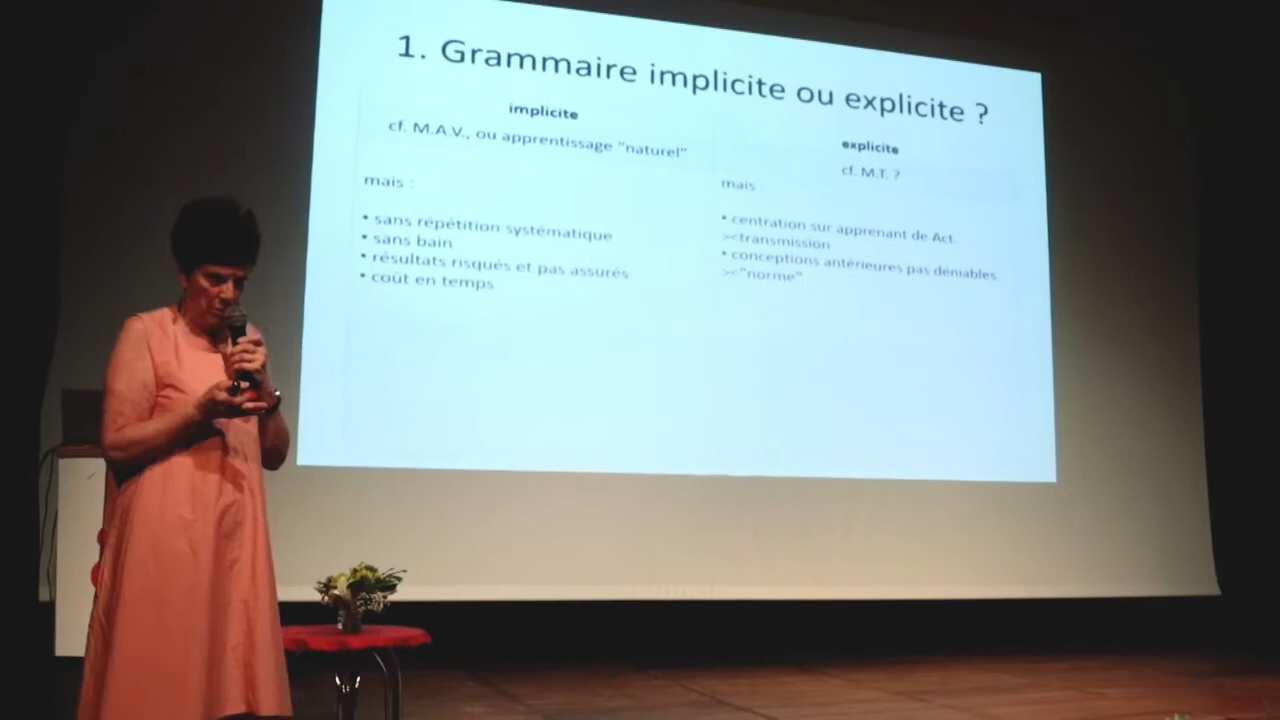 1. Grammaire implicite ou explicite ?
implicite
cf. M.A.V., ou apprentissage "naturel"
mais :
• sans répétition systématique
• sans bain
• résultats risqués et pas assurés
• coût en temps
explicite
cf. M.T. ?
mais :
• centration sur apprenant de Act.
><transmission
• conceptions antérieures pas déniables
><"norme"